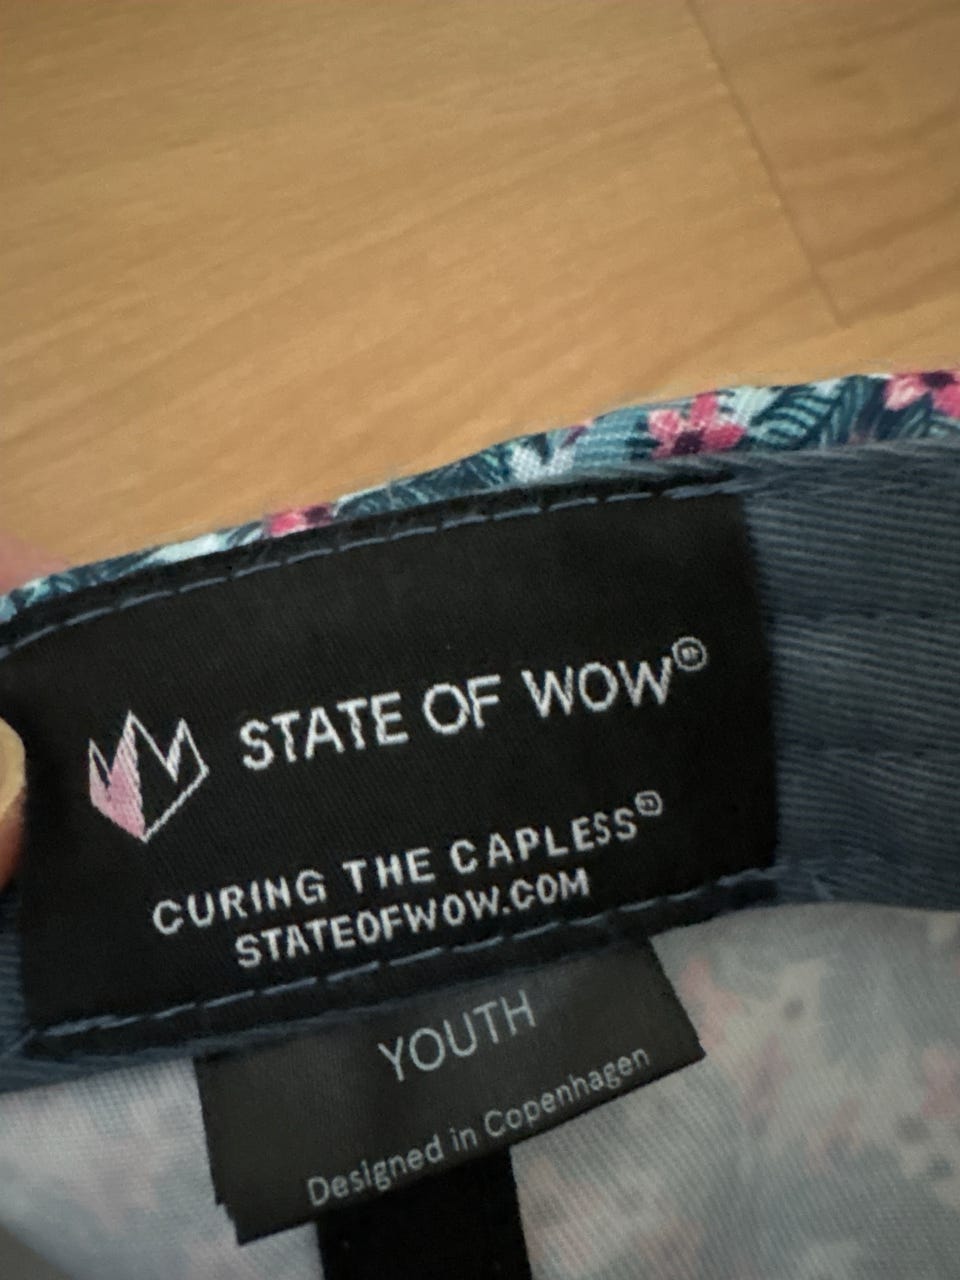 STATE OF WOW®
CURING THE CAPLESS®
STATEOFWOW.COM
YOUTH
Designed in Copenhagen